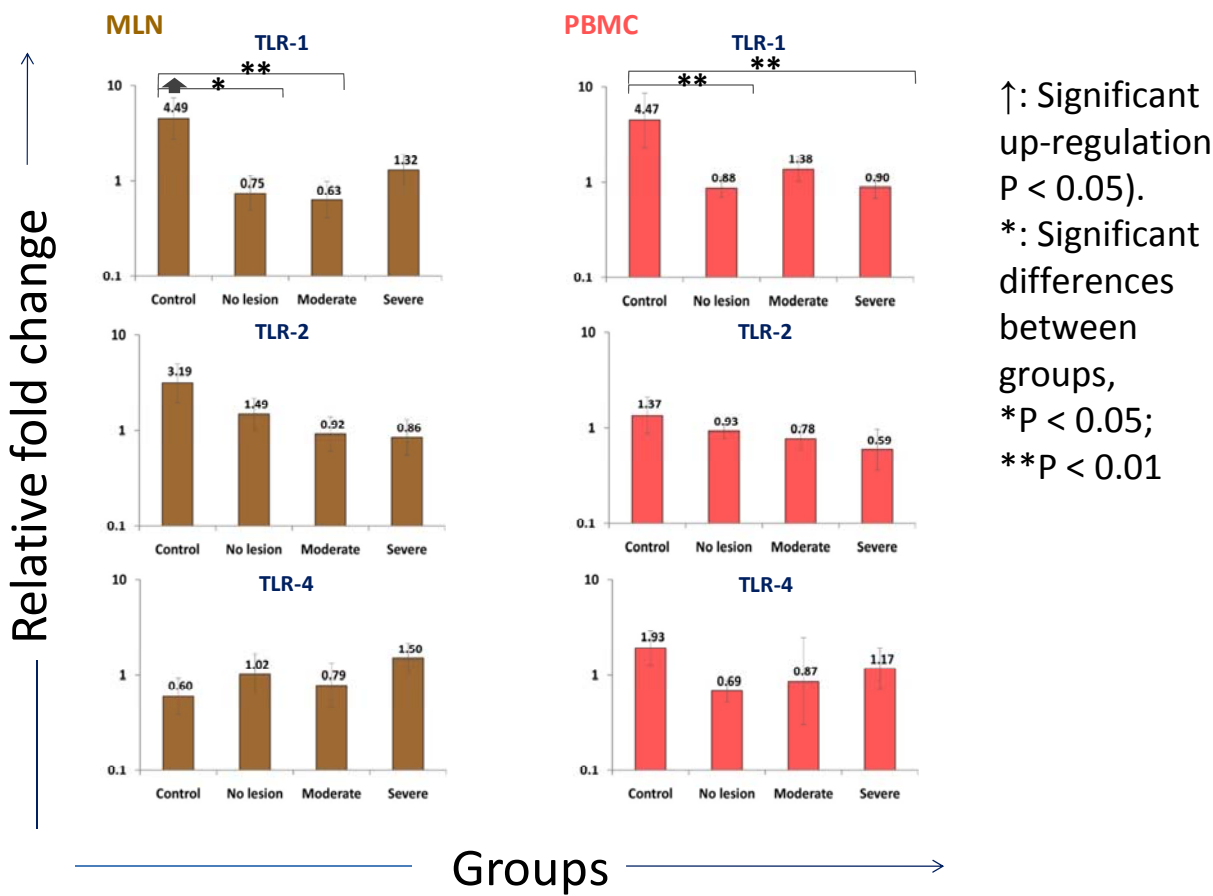 MLN
PBMC
TLR-1
**
*
10
4.49
0.75
0.63
1.32
1
0.1
Control No lesion Moderate Severe
TLR-1
**
**
10
4.47
0.88
1.38
0.90
1
0.1
Control No lesion Moderate Severe
TLR-2
10
3.19
1.49
0.92
0.86
1
0.1
Control No lesion Moderate Severe
TLR-2
10
1.37
0.93
0.78
0.59
1
0.1
Control No lesion Moderate Severe
TLR-4
10
0.60
1.02
0.79
1.50
1
0.1
Control No lesion Moderate Severe
TLR-4
10
1.93
0.69
0.87
1.17
1
0.1
Control No lesion Moderate Severe
Relative fold change
Groups
↑: Significant
up-regulation
P < 0.05).
*: Significant
differences
between
groups,
*P < 0.05;
**P < 0.01